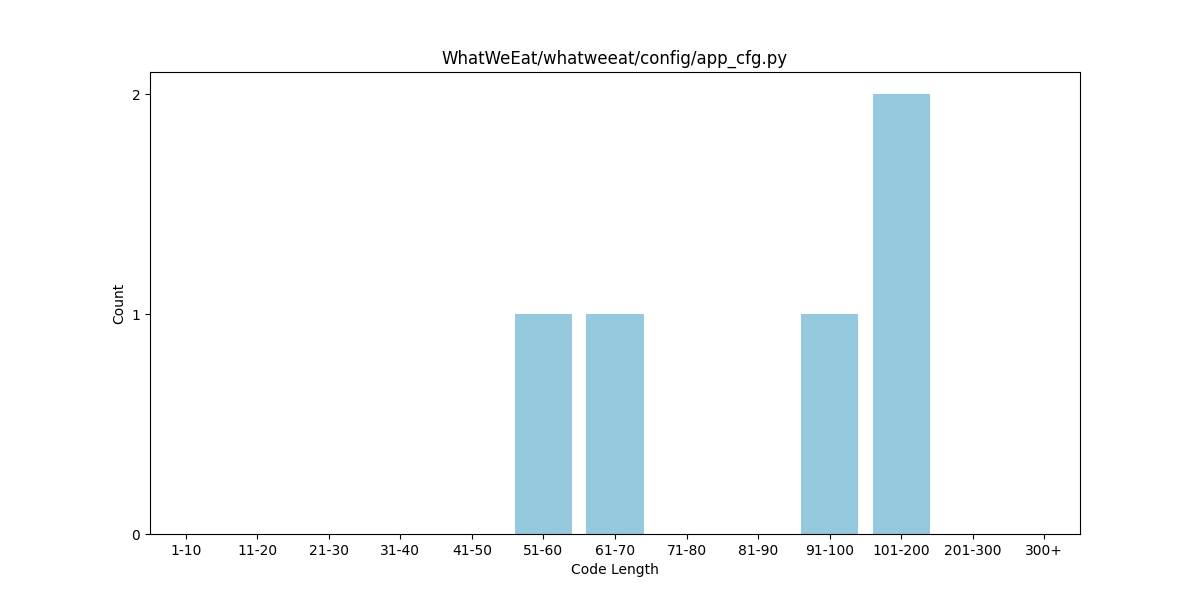 WhatWeEat/whatweeat/config/app_cfg.py
2
1
0
Count
1-10 11-20 21-30 31-40 41-50 51-60 61-70 71-80 81-90 91-100 101-200 201-300 300+
Code Length